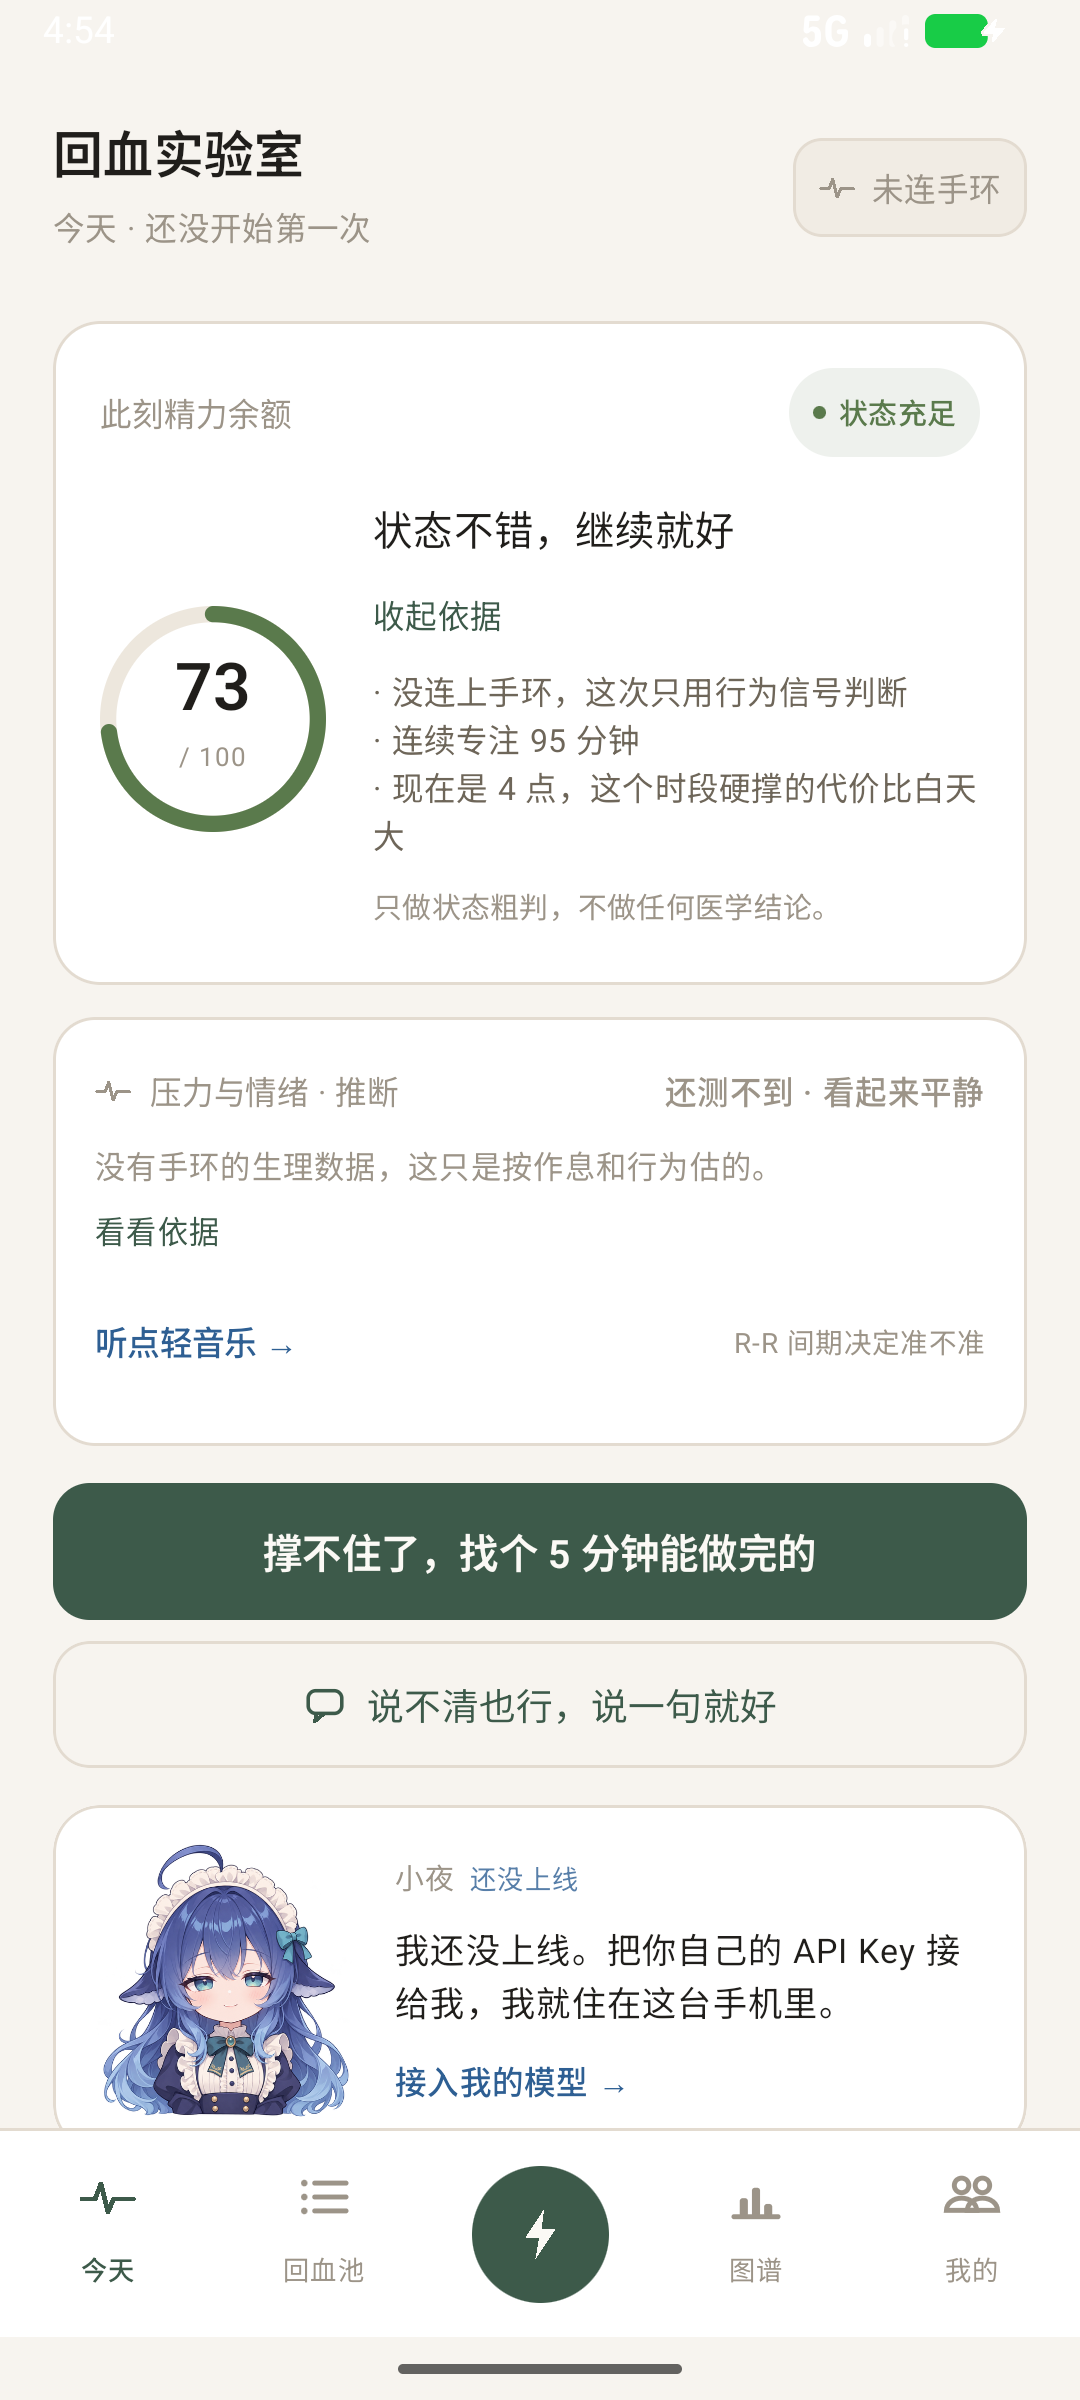 4:54
5G
回血实验室
今天 · 还没开始第一次
未连手环
此刻精力余额
状态充足
状态不错，继续就好
收起依据
73
/ 100
· 没连上手环，这次只用行为信号判断
· 连续专注 95 分钟
· 现在是 4 点，这个时段硬撑的代价比白天
大
只做状态粗判，不做任何医学结论。
压力与情绪 · 推断
还测不到 · 看起来平静
没有手环的生理数据，这只是按作息和行为估的。
看看依据
听点轻音乐 →
R-R 间期决定准不准
撑不住了，找个 5 分钟能做完的
说不清也行，说一句就好
小夜 还没上线
我还没上线。把你自己的 API Key 接
给我，我就住在这台手机里。
接入我的模型 →
今天
回血池
图谱
我的